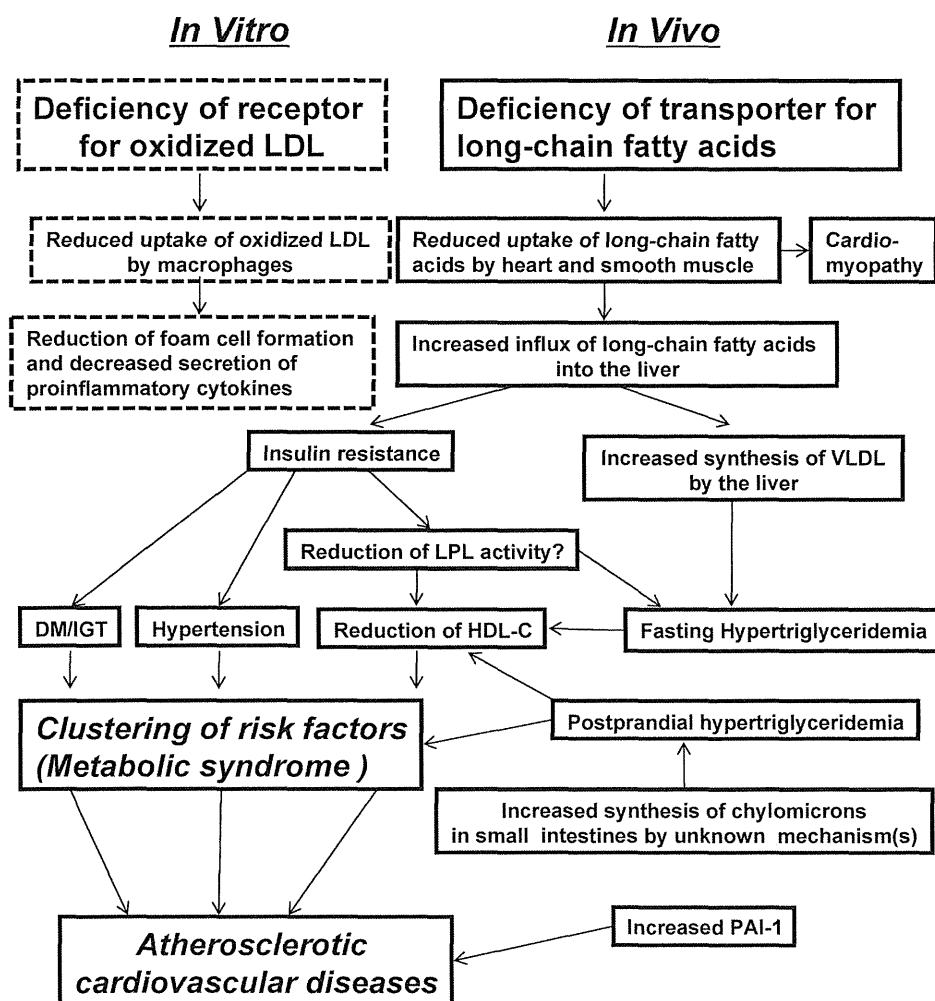 In Vitro
In Vivo
Deficiency of receptor
for oxidized LDL
Deficiency of transporter for
long-chain fatty acids
Reduced uptake of oxidized LDL
by macrophages
Reduced uptake of long-chain fatty
acids by heart and smooth muscle
Cardio-
myopathy
Reduction of foam cell formation
and decreased secretion of
proinflammatory cytokines
Increased influx of long-chain fatty acids
into the liver
Insulin resistance
Increased synthesis of VLDL
by the liver
Reduction of LPL activity?
DM/IGT
Hypertension
Reduction of HDL-C
Fasting Hypertriglyceridemia
Clustering of risk factors
(Metabolic syndrome )
Postprandial hypertriglyceridemia
Increased synthesis of chylomicrons
in small intestines by unknown mechanism(s)
Increased PAI-1
Atherosclerotic
cardiovascular diseases